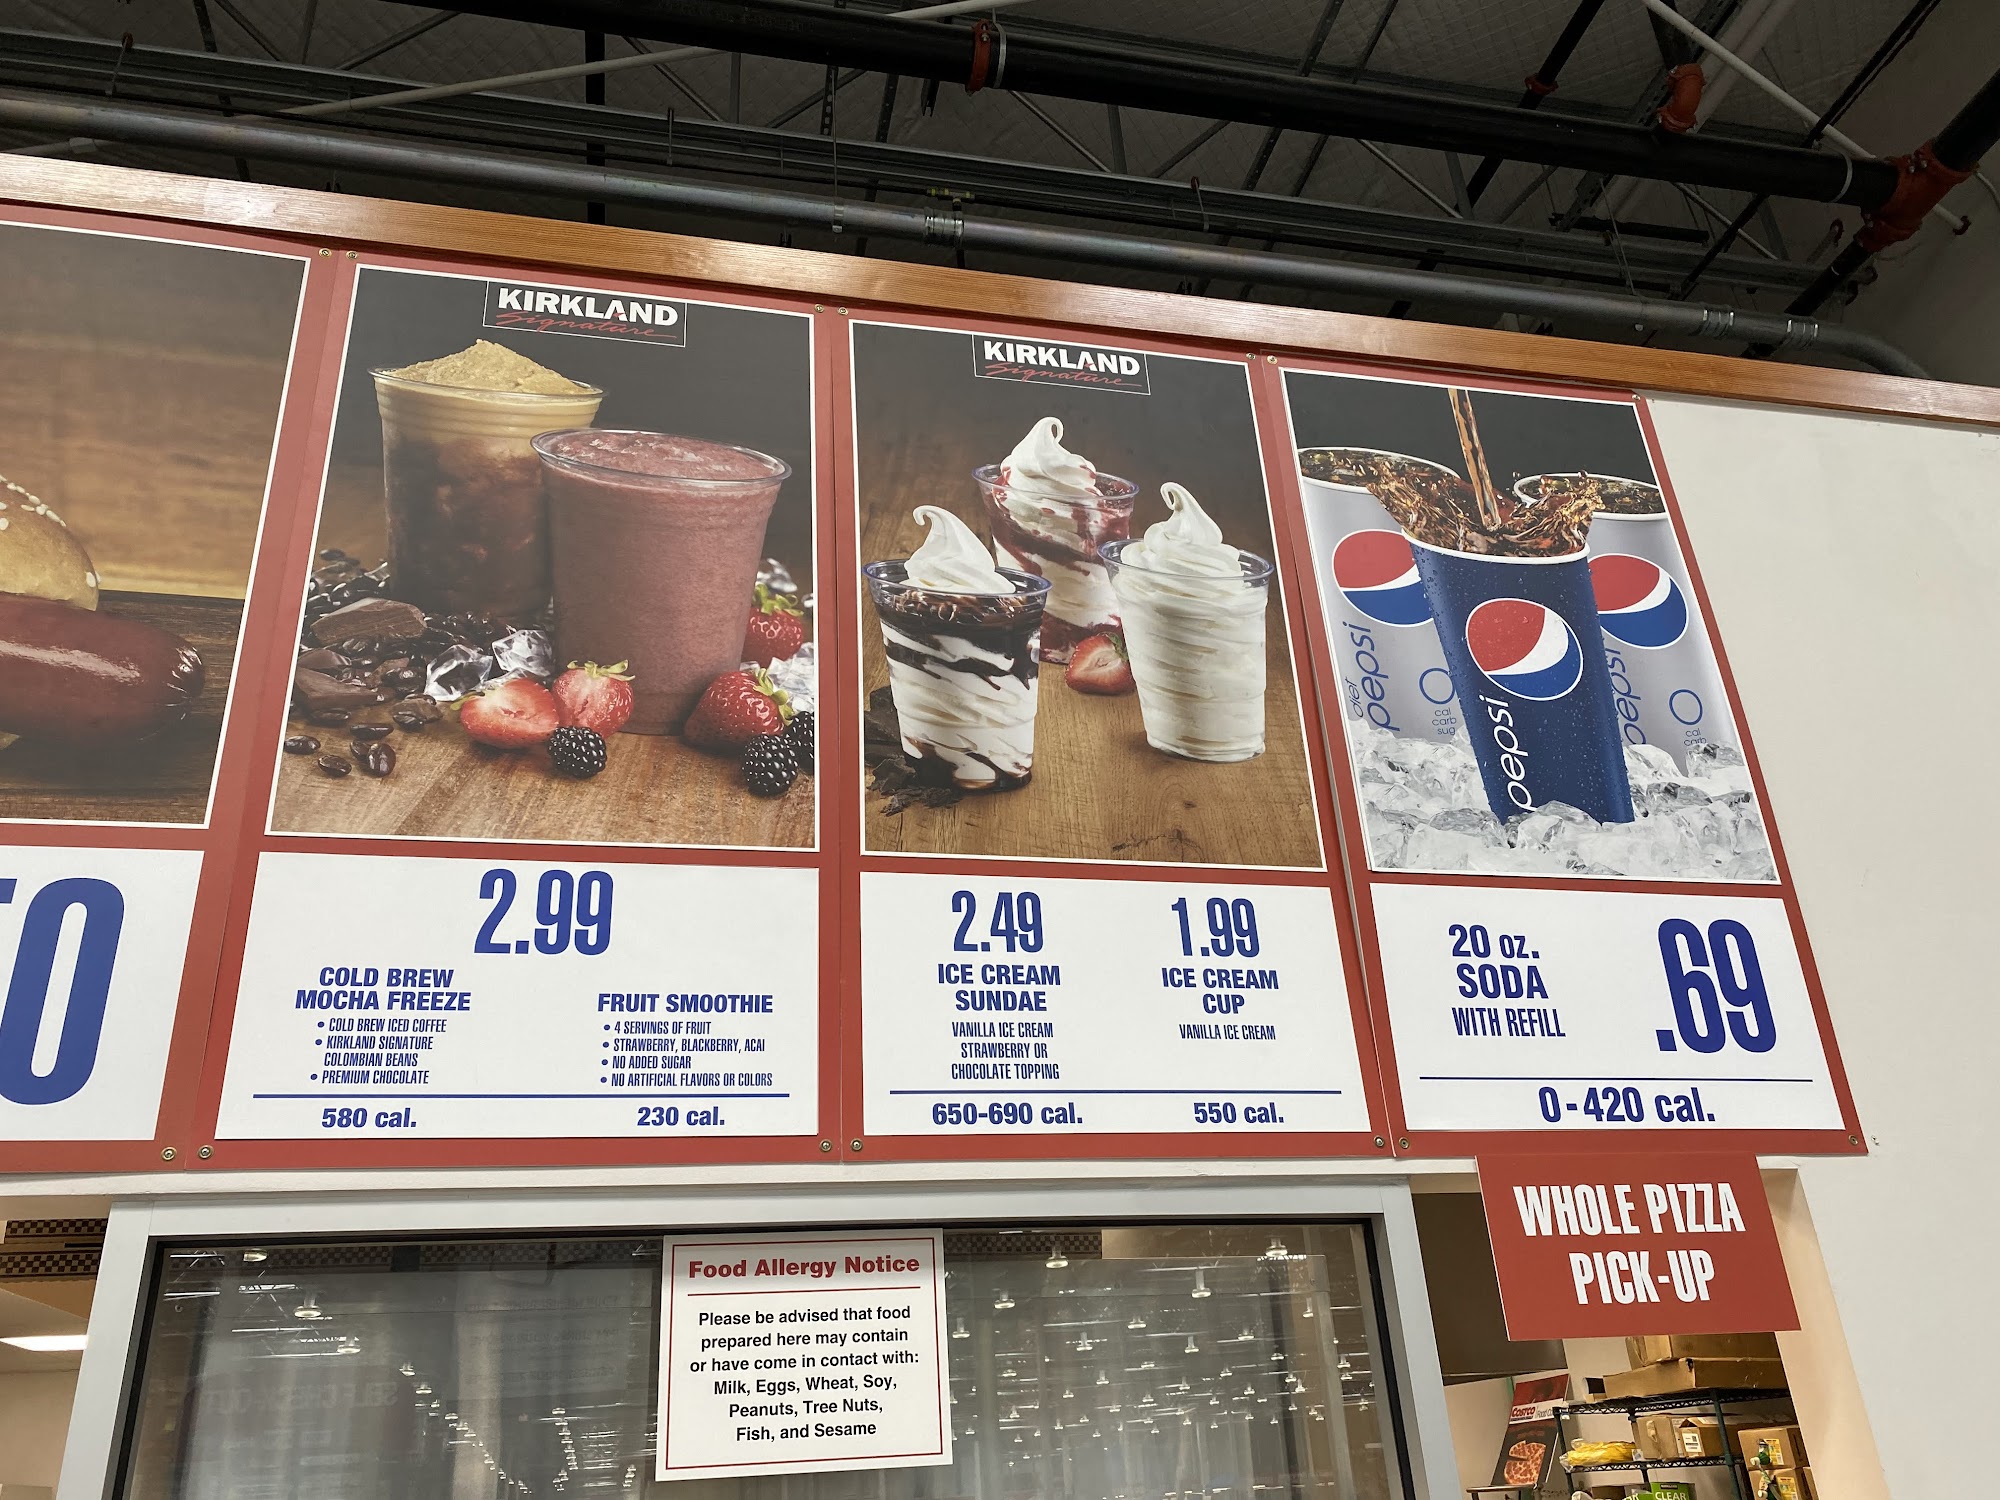 KIRKLAND
Signature
KIRKLAND
Signature
diet
pepsi
0
cal
carb
sug
pepsi
pepsi
0
cal
carb
2.99
COLD BREW
MOCHA FREEZE
• COLD BREW ICED COFFEE
• KIRKLAND SIGNATURE
COLOMBIAN BEANS
• PREMIUM CHOCOLATE
580 cal.
FRUIT SMOOTHIE
• 4 SERVINGS OF FRUIT
• STRAWBERRY, BLACKBERRY, ACAI
• NO ADDED SUGAR
• NO ARTIFICIAL FLAVORS OR COLORS
230 cal.
2.49
ICE CREAM
SUNDAE
VANILLA ICE CREAM
STRAWBERRY OR
CHOCOLATE TOPPING
650-690 cal.
1.99
ICE CREAM
CUP
VANILLA ICE CREAM
550 cal.
20 oz.
SODA
WITH REFILL
.69
0-420 cal.
WHOLE PIZZA
PICK-UP
Food Allergy Notice
Please be advised that food
prepared here may contain
or have come in contact with:
Milk, Eggs, Wheat, Soy,
Peanuts, Tree Nuts,
Fish, and Sesame
COSTCO
CLEAR